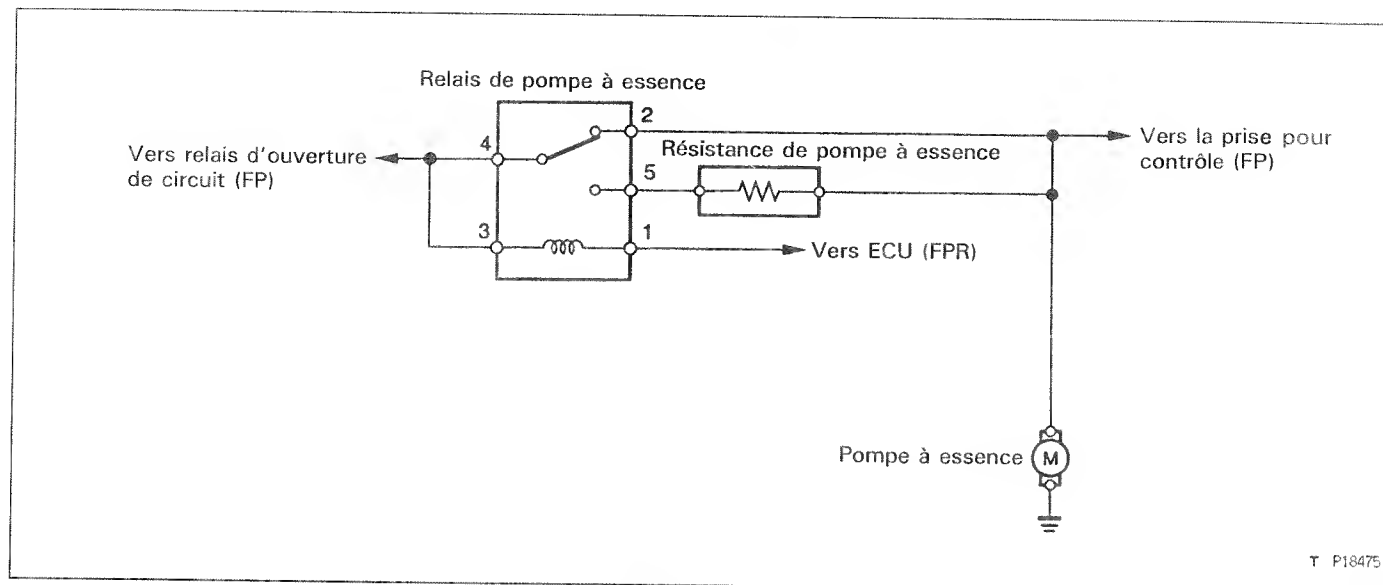 Relais de pompe à essence
2
4
Vers relais d'ouverture
de circuit (FP)
Résistance de pompe à essence
Vers la prise pour
contrôle (FP)
5
3
1
Vers ECU (FPR)
Pompe à essence
M
T P18475